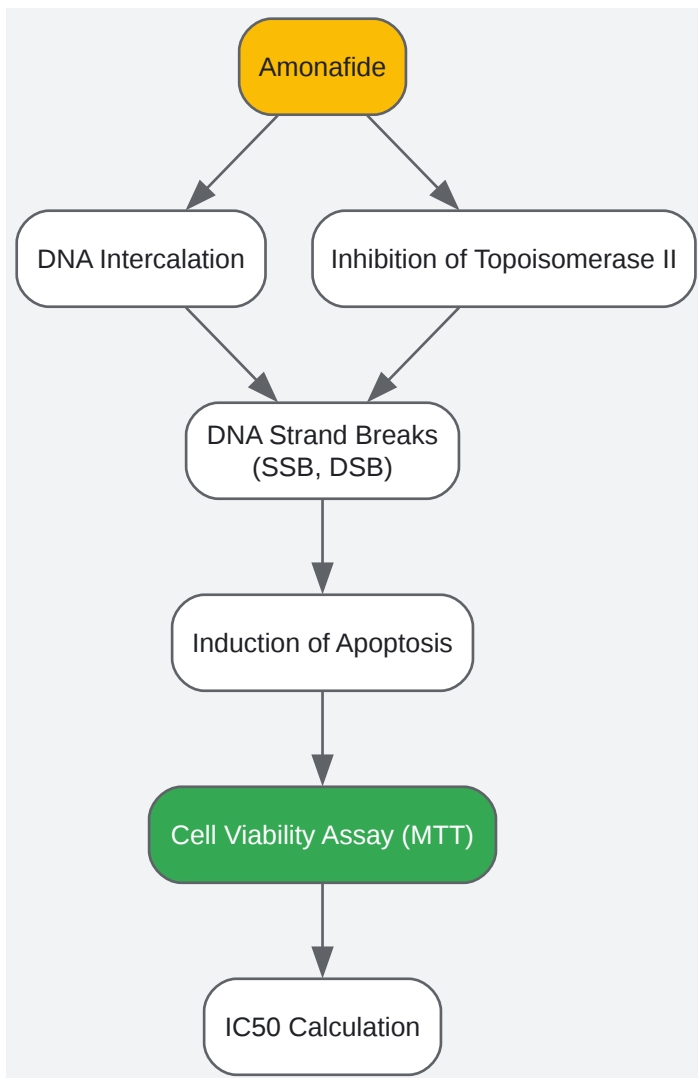 Amonafide
DNA Intercalation
Inhibition of Topoisomerase II
DNA Strand Breaks
(SSB, DSB)
Induction of Apoptosis
Cell Viability Assay (MTT)
IC50 Calculation